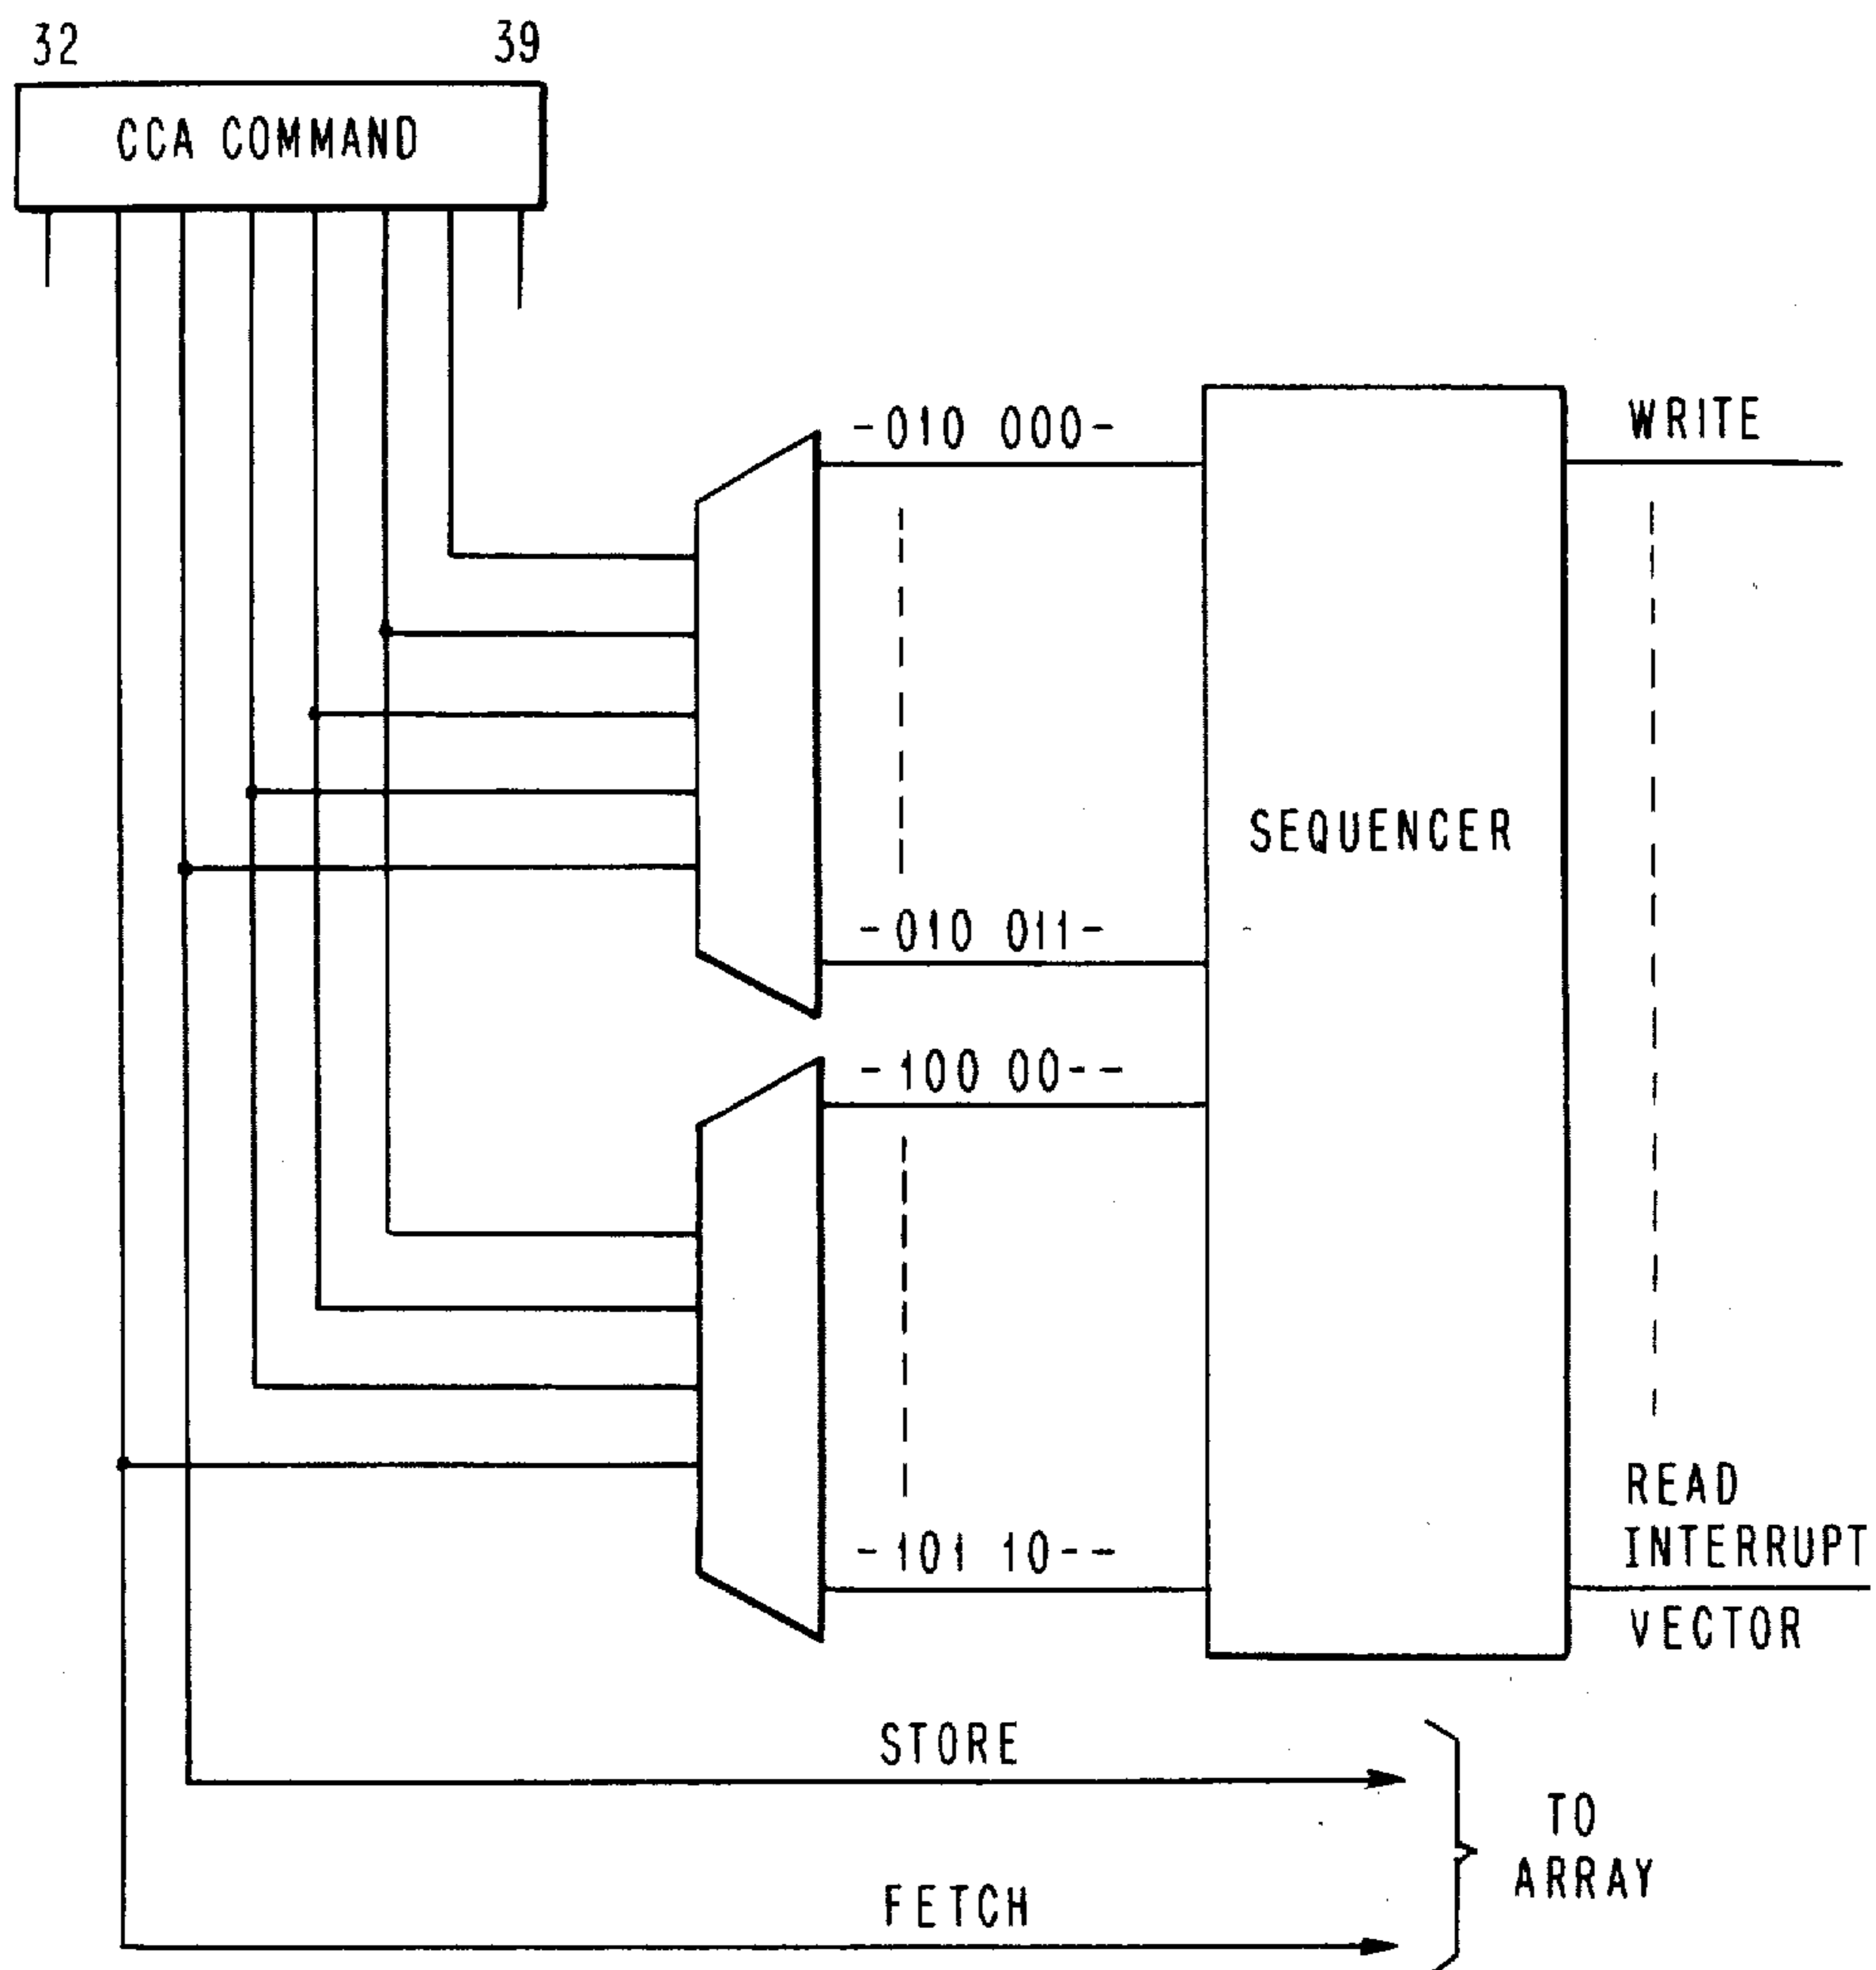 32 39
CCA COMMAND
-010 000-
WRITE
SEQUENCER
-010 011-
-100 00--
READ
INTERRUPT
VECTOR
-101 10--
STORE
TO
ARRAY
FETCH